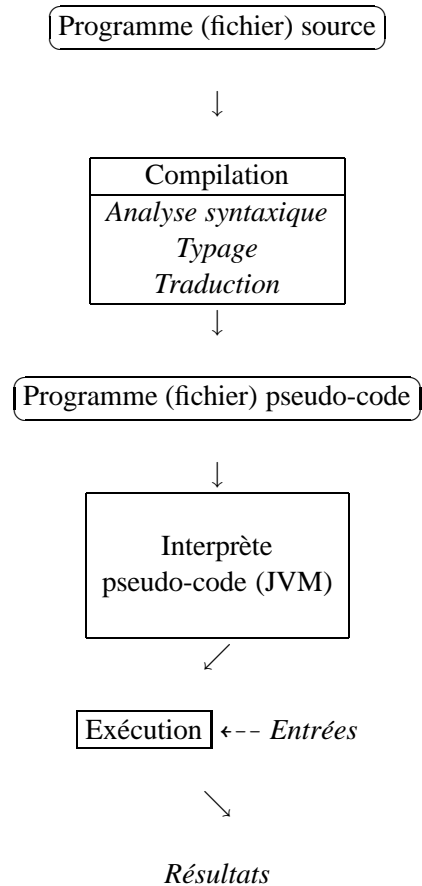 Programme (fichier) source
Compilation
Analyse syntaxique
Typage
Traduction
Programme (fichier) pseudo-code
Interprète
pseudo-code (JVM)
Exécution Entrées
Résultats